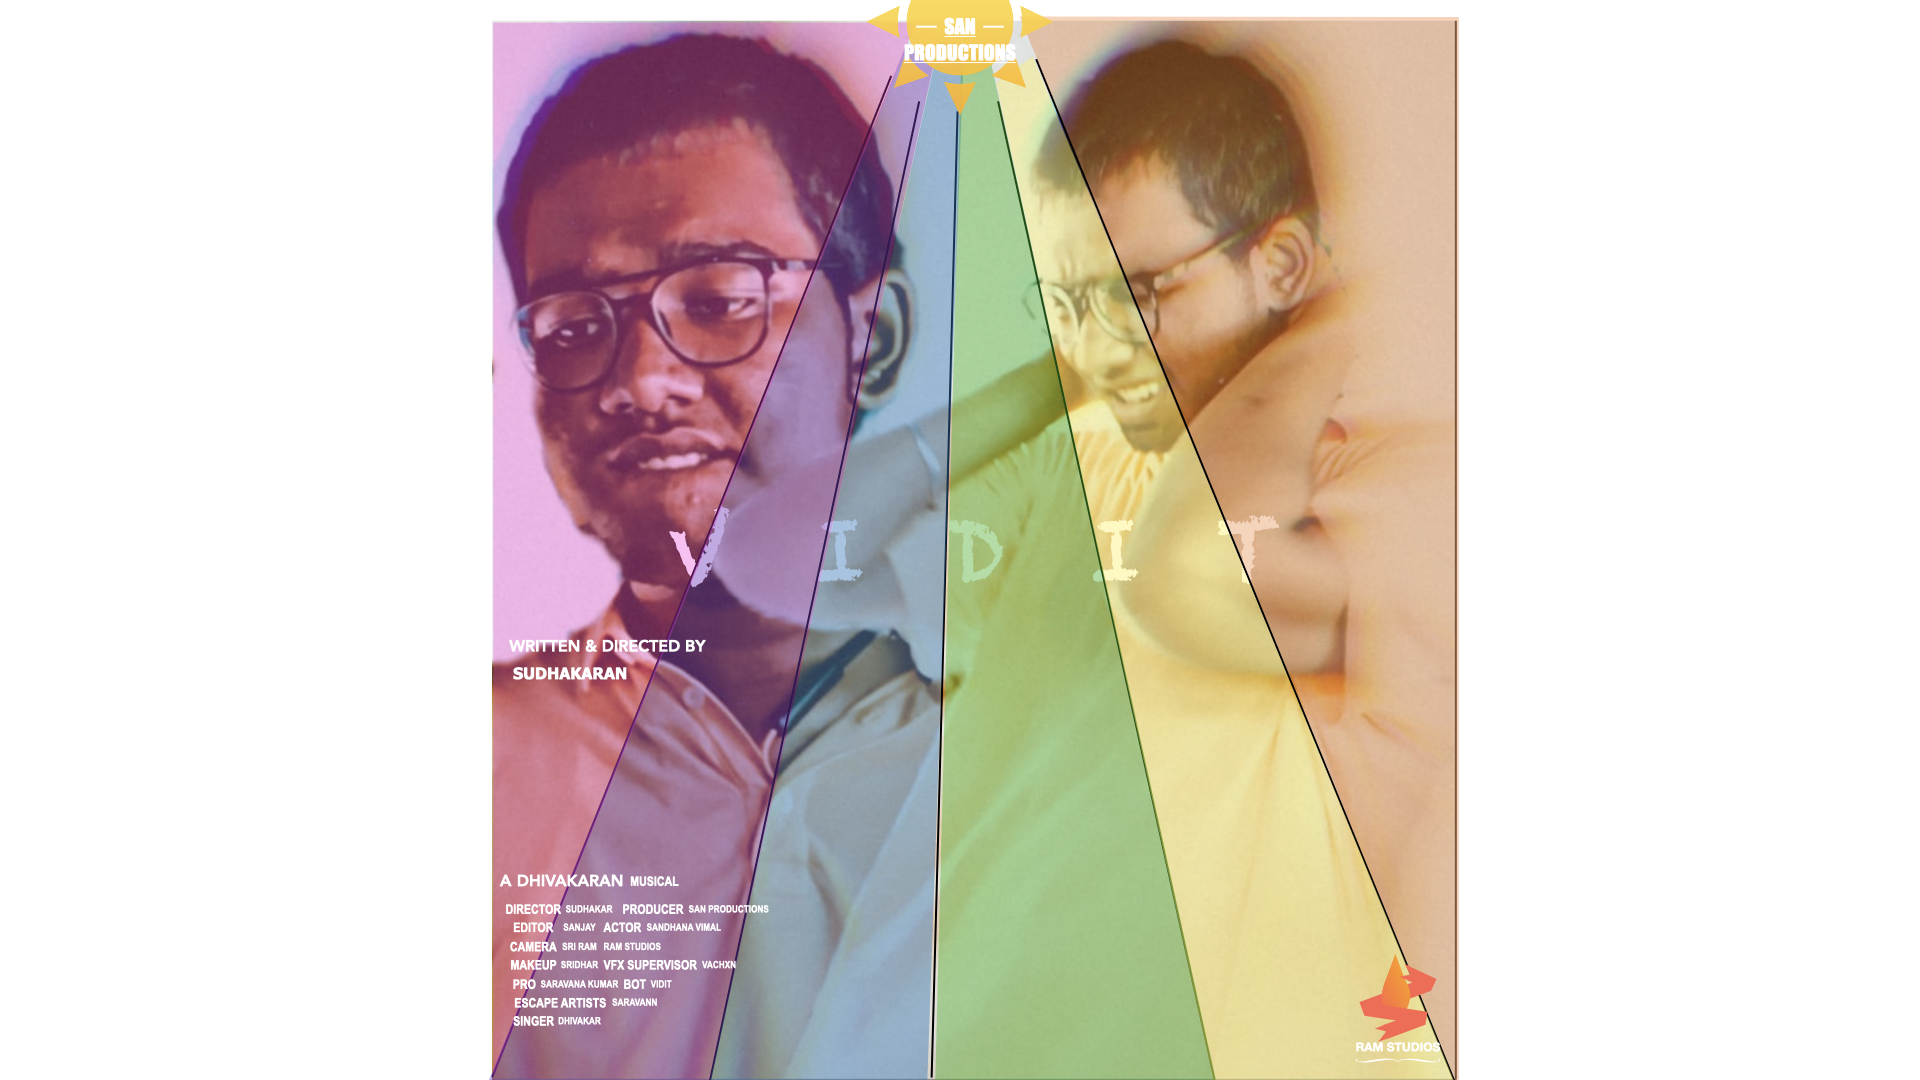 SAN
PRODUCTIONS
V I D I T
WRITTEN & DIRECTED BY
SUDHAKARAN
A DHIVAKARAN MUSICAL
DIRECTOR SUDHAKAR PRODUCER SAN PRODUCTIONS
EDITOR SANJAY ACTOR SANDHANA VIMAL
CAMERA SRI RAM RAM STUDIOS
MAKEUP SRIDHAR VFX SUPERVISOR VACHXN
PRO SARAVANA KUMAR BOT VIDIT
ESCAPE ARTISTS SARAVANN
SINGER DHIVAKAR
RAM STUDIOS